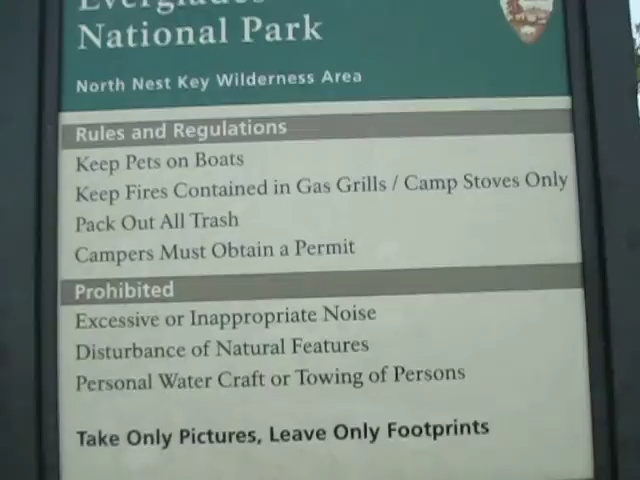 Everglades
National Park
North Nest Key Wilderness Area
Rules and Regulations
Keep Pets on Boats
Keep Fires Contained in Gas Grills / Camp Stoves Only
Pack Out All Trash
Campers Must Obtain a Permit
Prohibited
Excessive or Inappropriate Noise
Disturbance of Natural Features
Personal Water Craft or Towing of Persons
Take Only Pictures, Leave Only Footprints